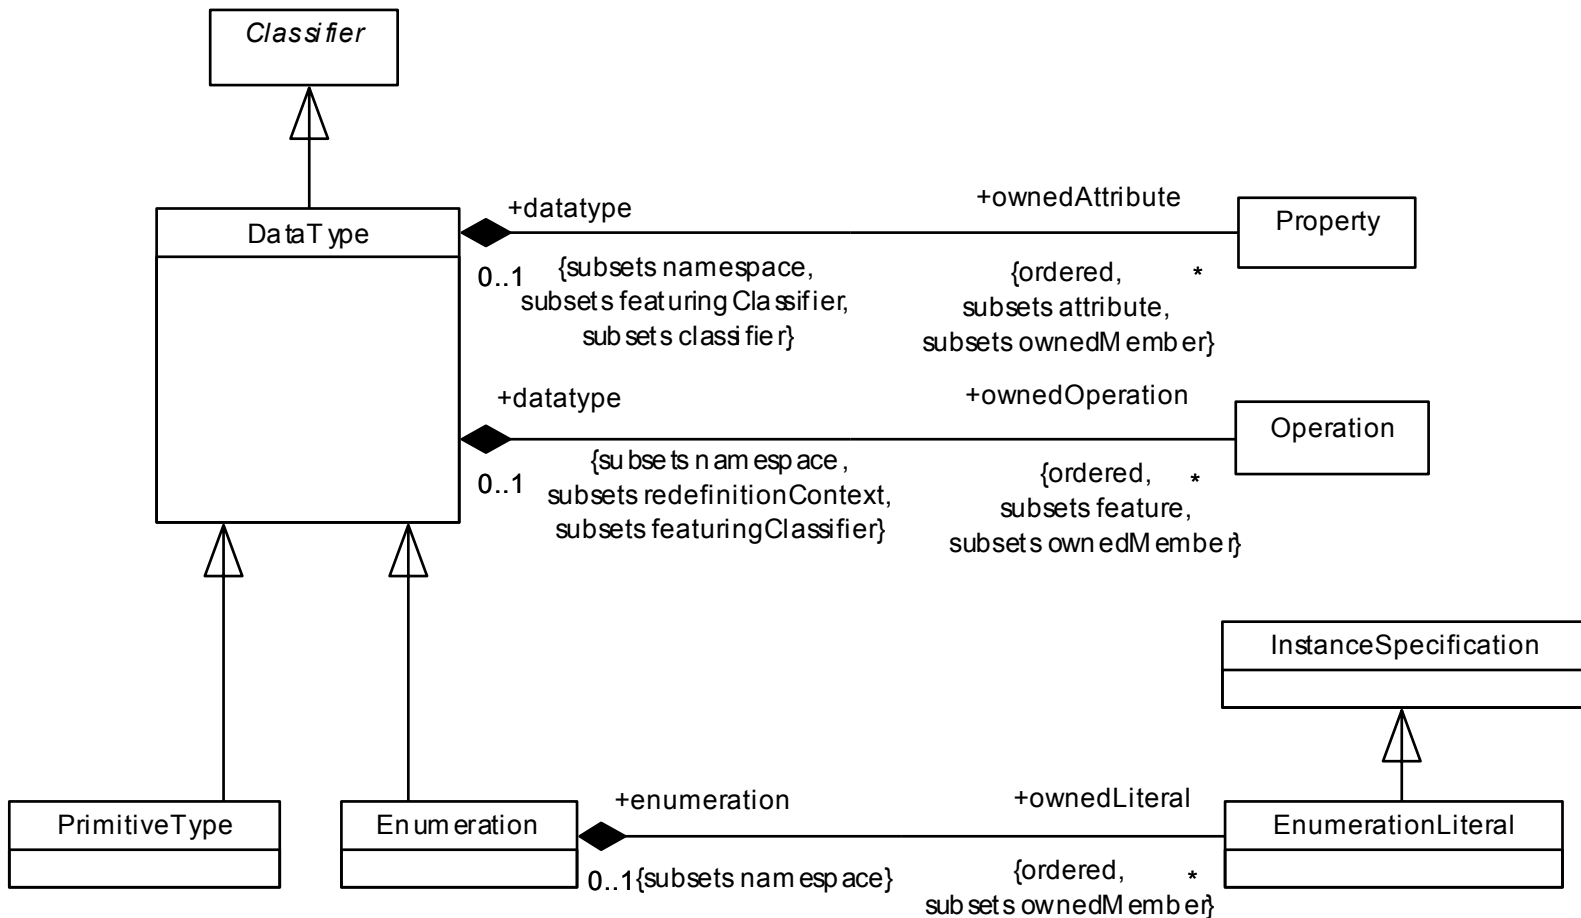 Classifier
+datatype
+ownedAttribute
Property
DataType
0..1
{subsets namespace,
subsets featuringClassifier,
subsets classifier}
{ordered,
*
subsets attribute,
subsets ownedMember}
+datatype
+ownedOperation
Operation
0..1
{subsets namespace,
subsets redefinitionContext,
subsets featuringClassifier}
{ordered,
*
subsets feature,
subsets ownedMember}
InstanceSpecification
PrimitiveType
Enumeration
+enumeration
+ownedLiteral
EnumerationLiteral
0..1 {subsets namespace}
{ordered,
*
subsets ownedMember}